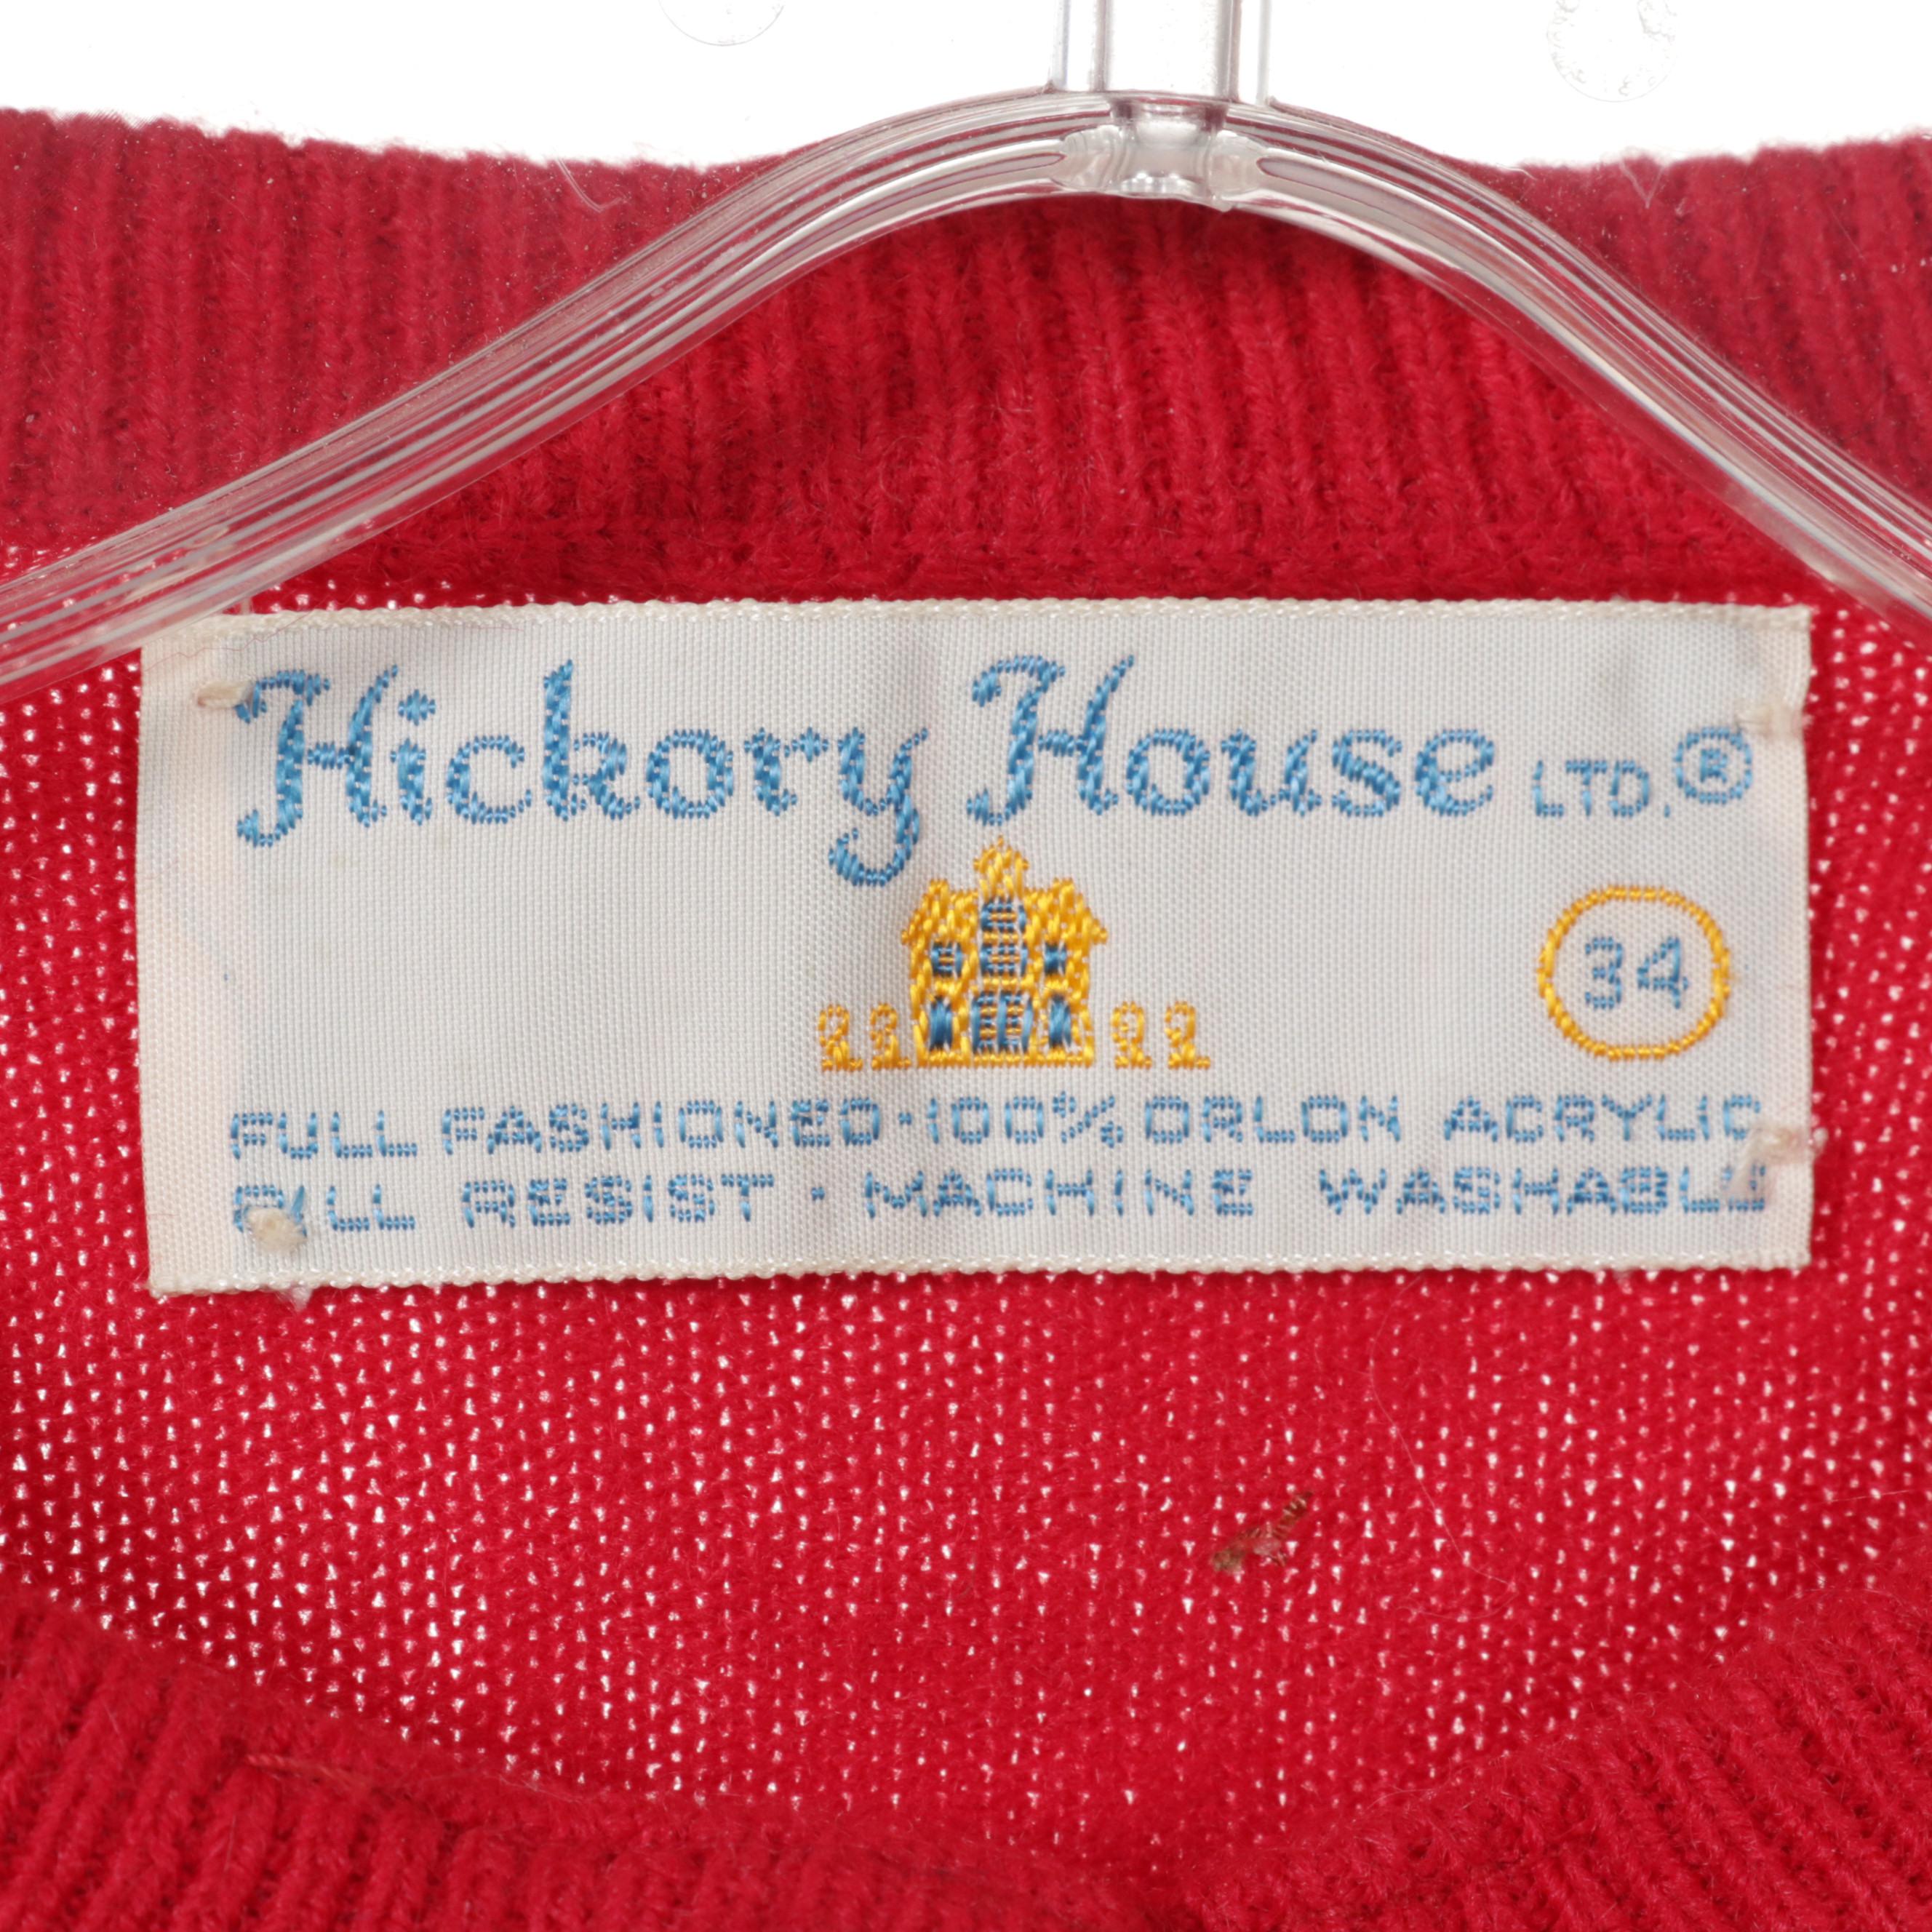 Hickory House LTD.®
34
FULL FASHIONED·100% ORLON ACRYLIC
PILL RESIST · MACHINE WASHABLE